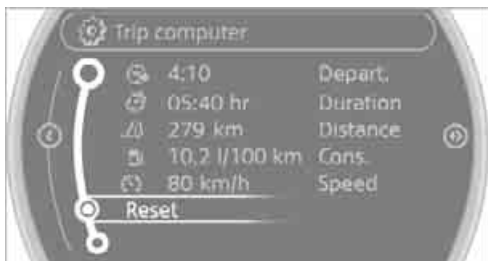 Trip computer
4:10 Depart.
05:40 hr Duration
279 km Distance
10,2 l/100 km Cons.
80 km/h Speed
Reset